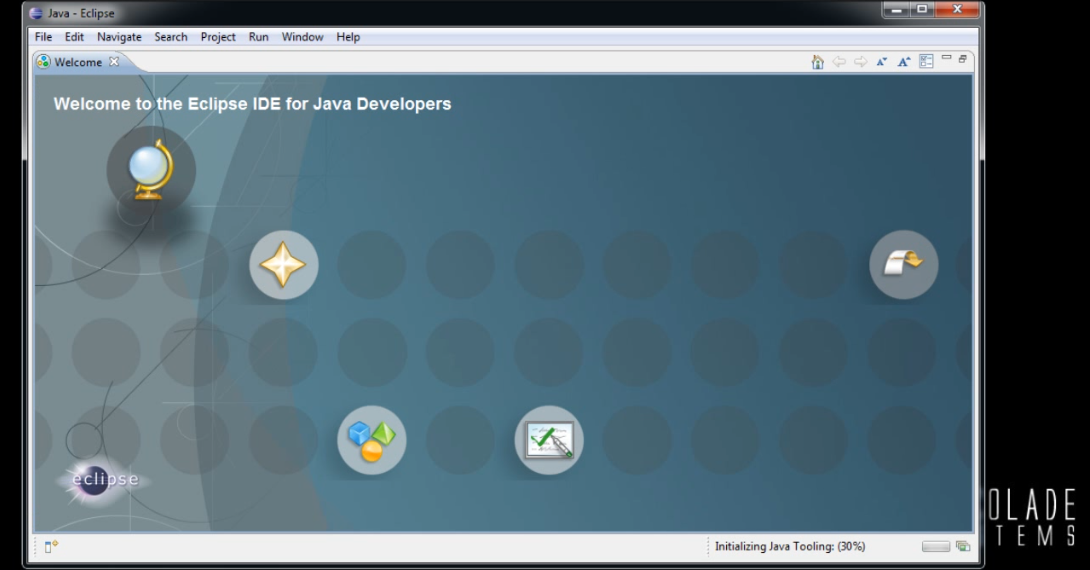 Java - Eclipse
File Edit Navigate Search Project Run Window Help
Welcome
Welcome to the Eclipse IDE for Java Developers
eclipse
OLADE
TEMS
Initializing Java Tooling: (30%)